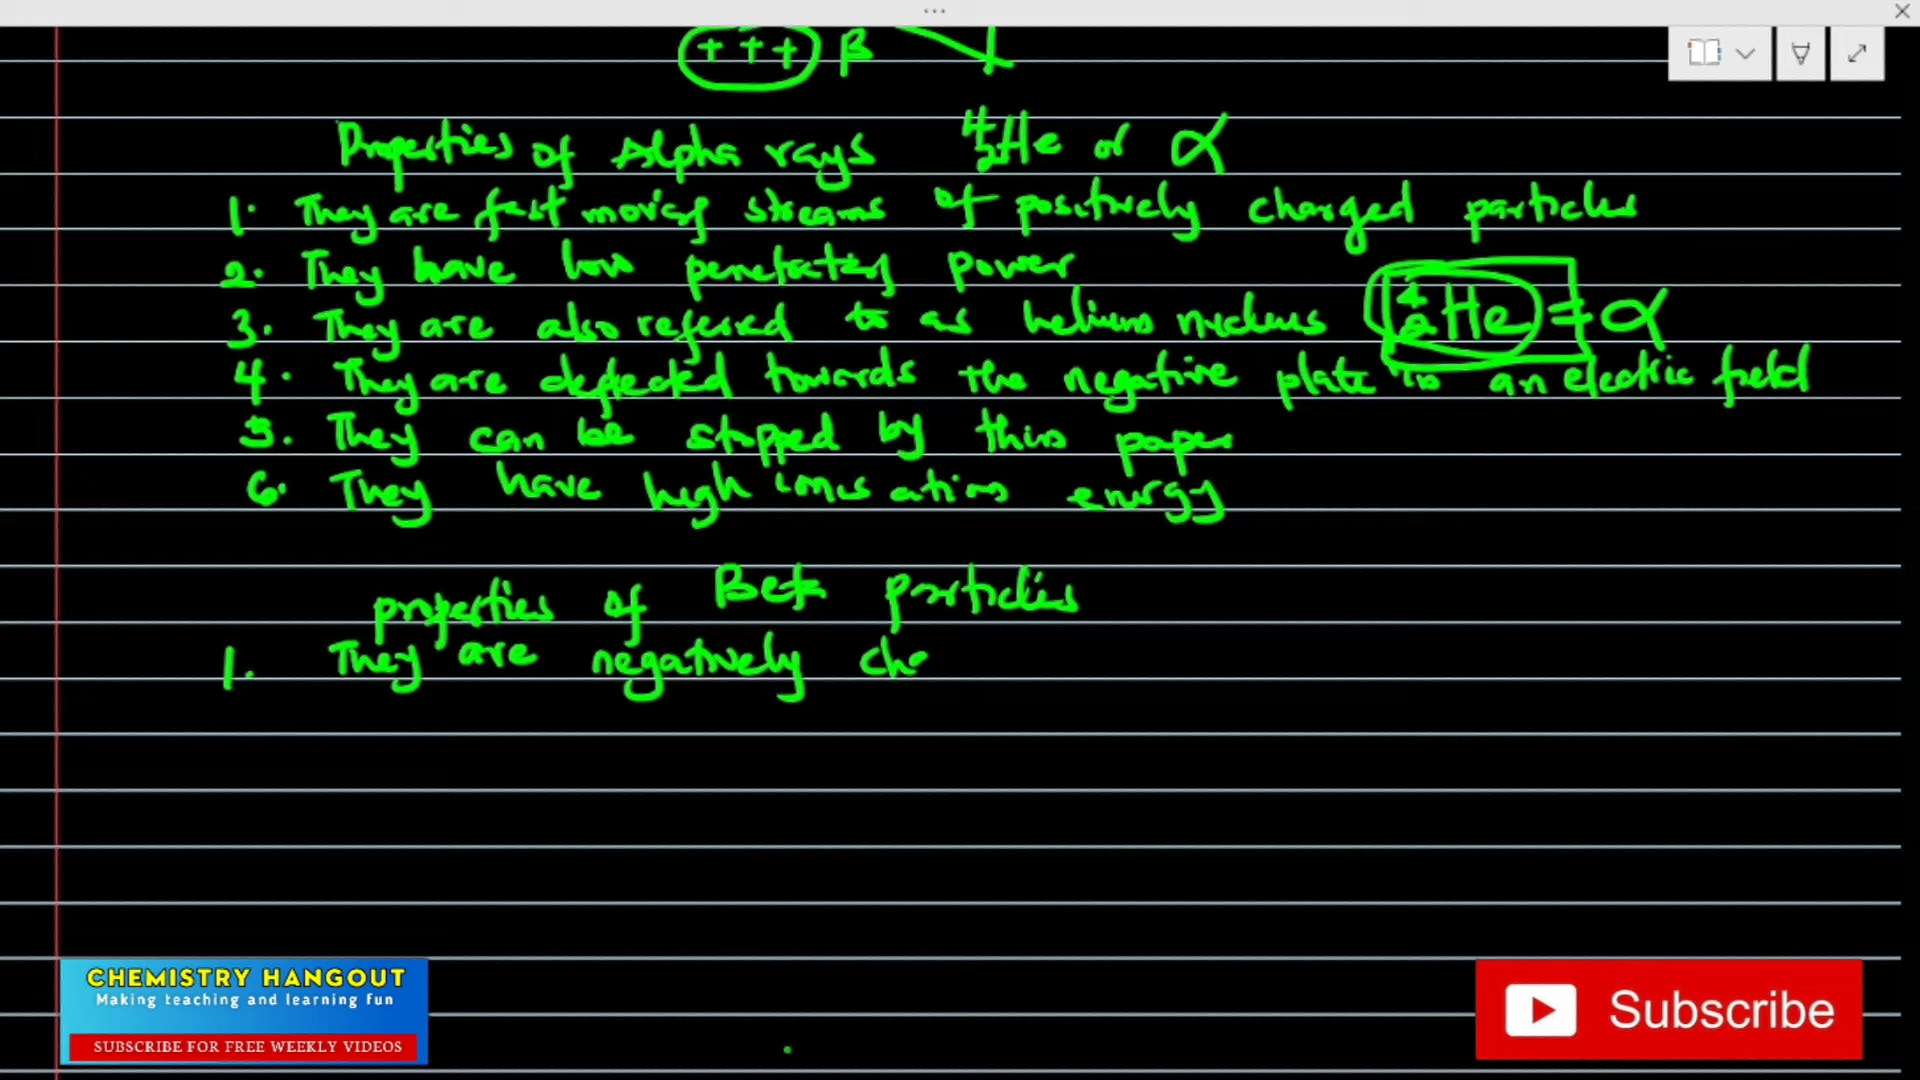 + + + β
Properties of Alpha rays ⁴₂He or α
1. They are fast moving streams of positively charged particles
2. They have low penetrating power
3. They are also refered to as helium nucleus ⁴₂He = α
4. They are deflected towards the negative plate in an electric field
5. They can be stopped by thin paper
6. They have high ionisation energy
properties of Beta particles
1. They are negatively cha
CHEMISTRY HANGOUT
Making teaching and learning fun
SUBSCRIBE FOR FREE WEEKLY VIDEOS
Subscribe